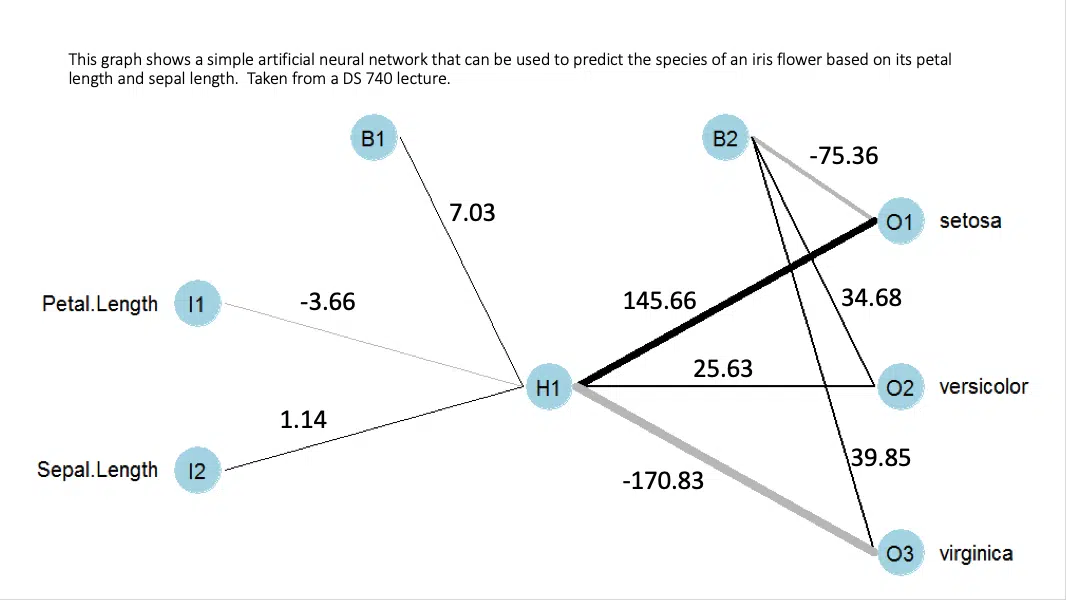 This graph shows a simple artificial neural network that can be used to predict the species of an iris flower based on its petal
length and sepal length.  Taken from a DS 740 lecture.
B1
B2
-75.36
7.03
O1
setosa
Petal.Length
I1
-3.66
145.66
34.68
25.63
H1
O2
versicolor
1.14
Sepal.Length
I2
39.85
-170.83
O3
virginica